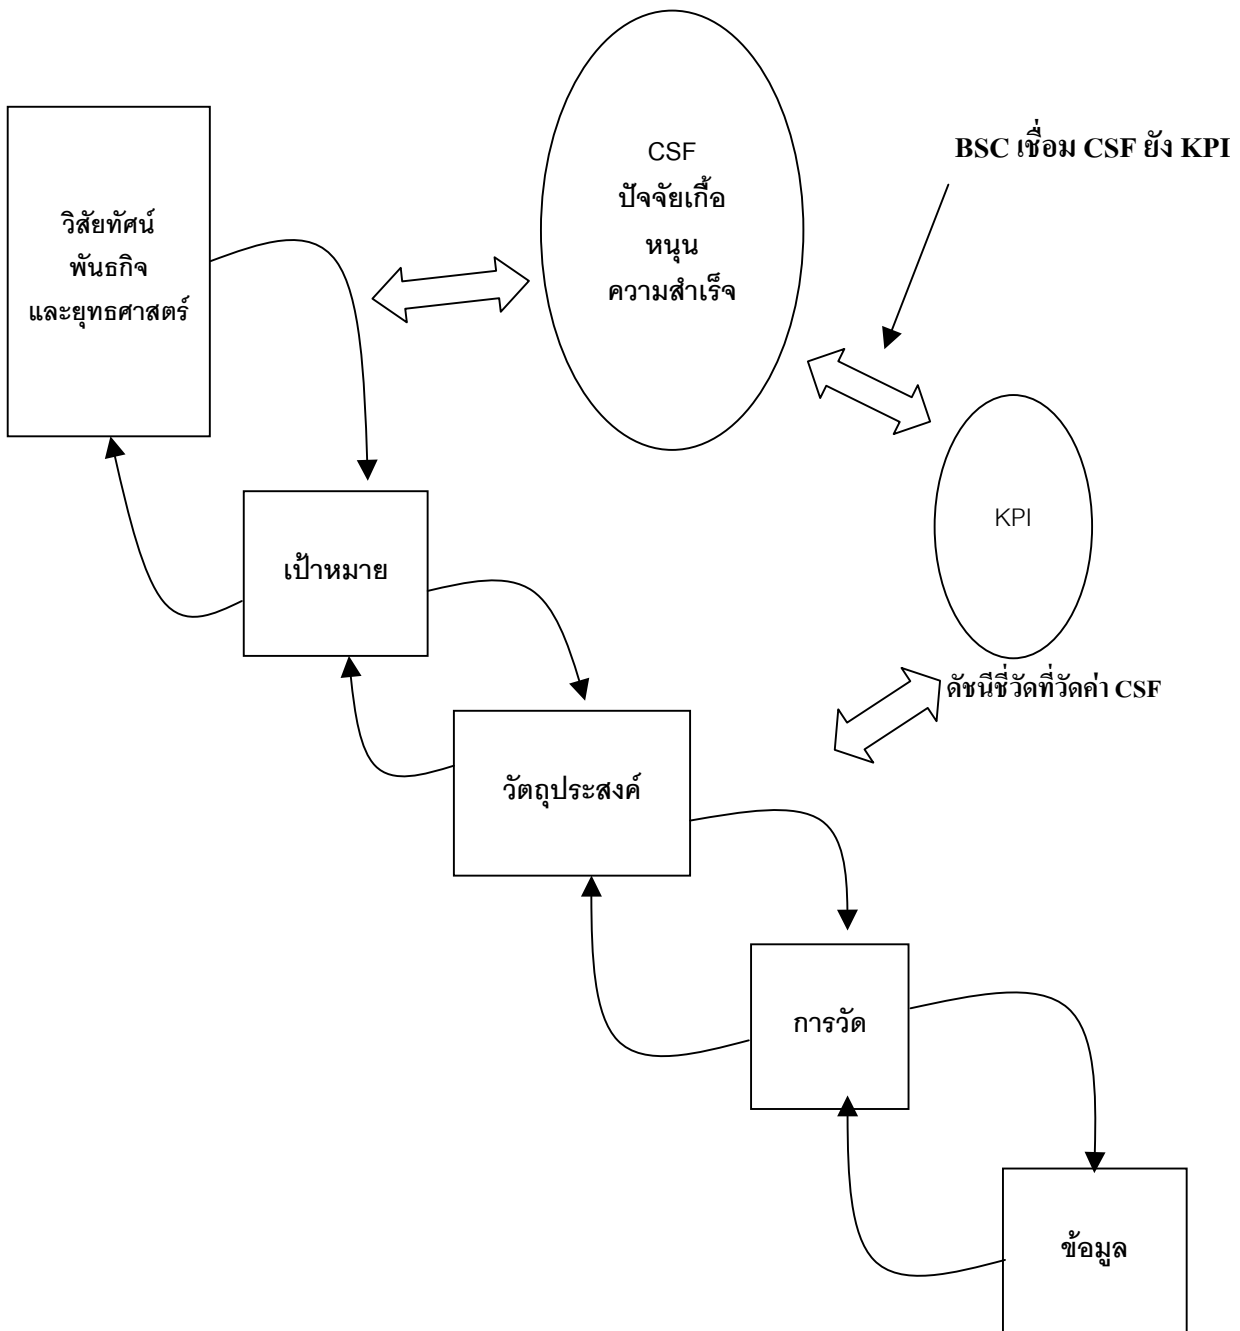 CSF
ปัจจัยเกื้อ
หนุน
ความสำเร็จ
BSC เชื่อม CSF ยัง KPI
วิสัยทัศน์
พันธกิจ
และยุทธศาสตร์
KPI
เป้าหมาย
ดัชนีชี่วัดที่วัดค่า CSF
วัตถุประสงค์
การวัด
ข้อมูล